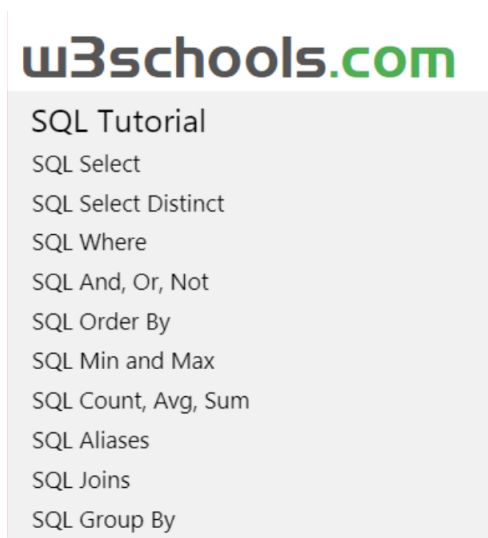 w3schools.com
SQL Tutorial
SQL Select
SQL Select Distinct
SQL Where
SQL And, Or, Not
SQL Order By
SQL Min and Max
SQL Count, Avg, Sum
SQL Aliases
SQL Joins
SQL Group By